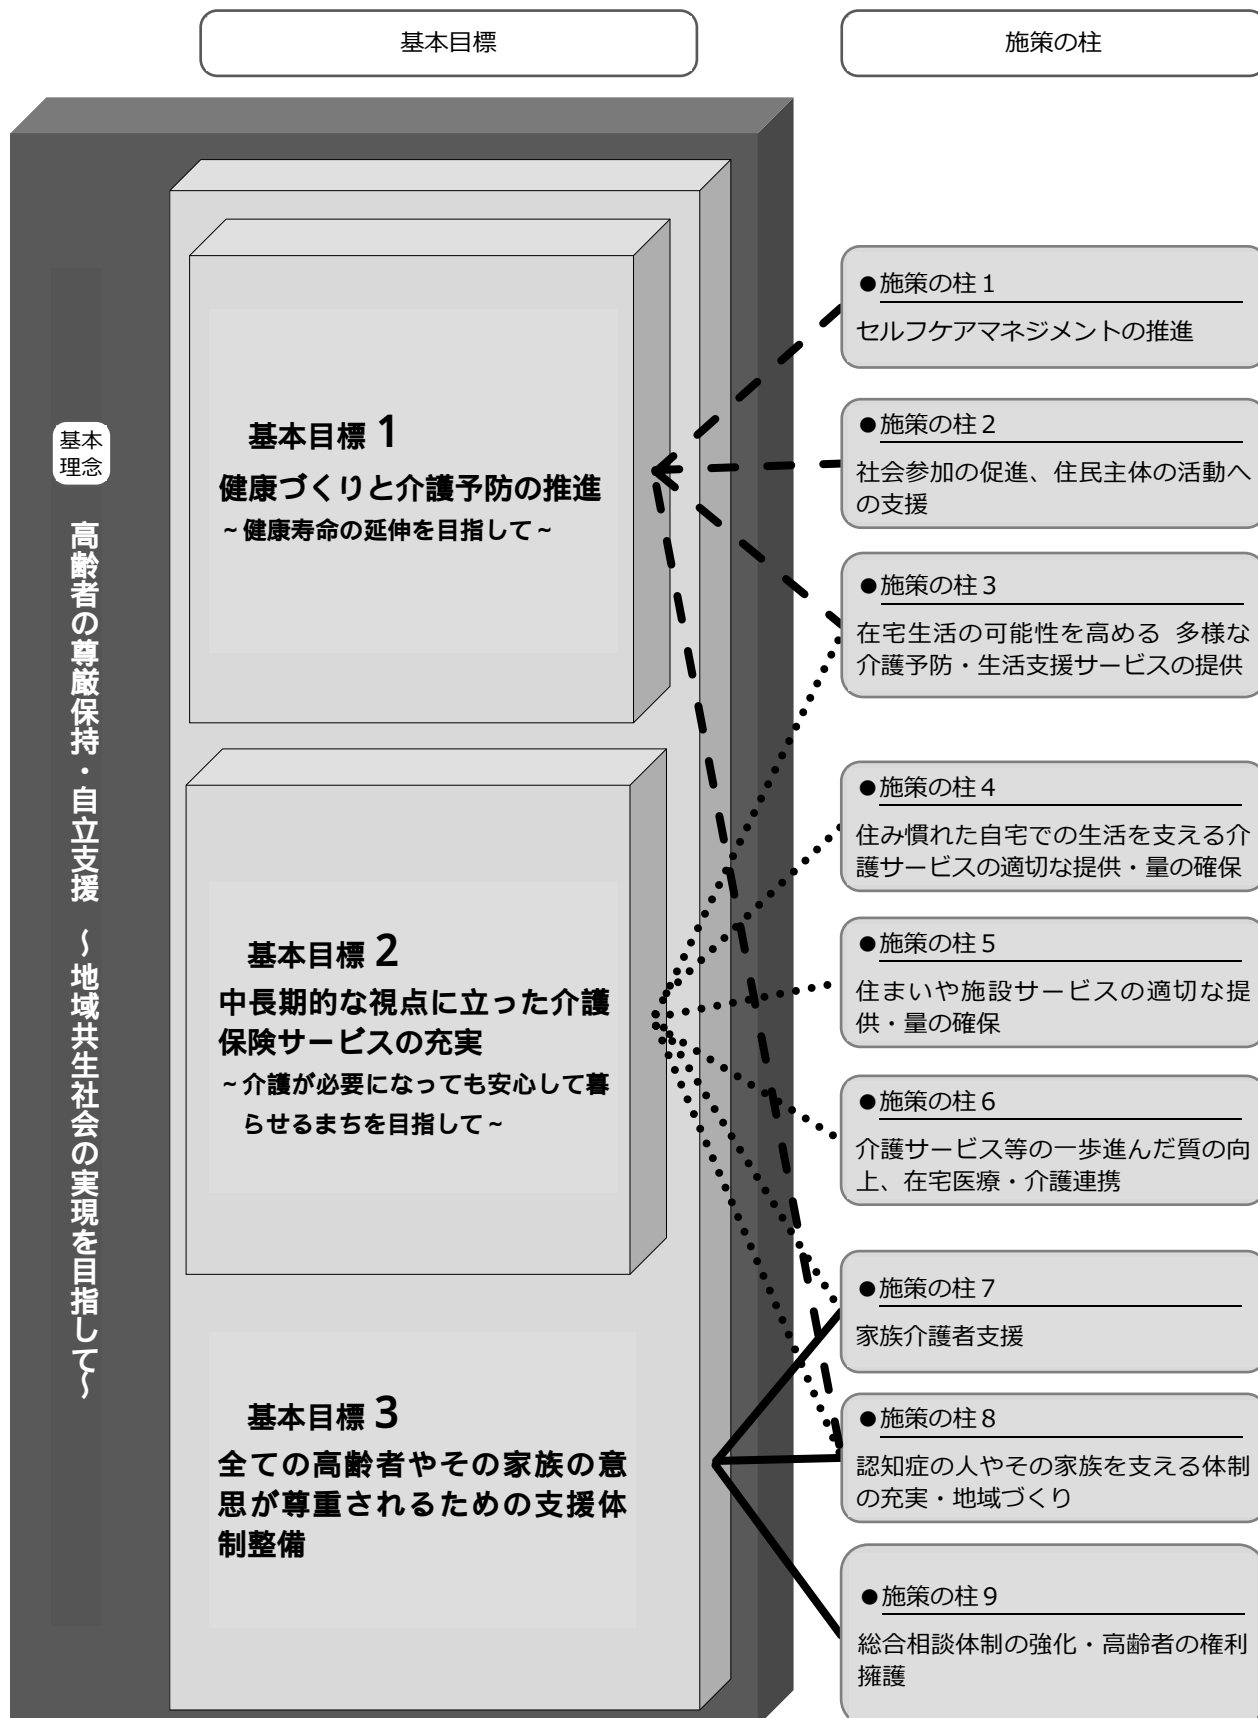 基本目標
施策の柱
基本
理念
高齢者の尊厳保持・自立支援　～地域共生社会の実現を目指して～
基本目標 1
健康づくりと介護予防の推進
~健康寿命の延伸を目指して~
基本目標 2
中長期的な視点に立った介護
保険サービスの充実
~介護が必要になっても安心して暮
らせるまちを目指して~
基本目標 3
全ての高齢者やその家族の意
思が尊重されるための支援体
制整備
●施策の柱１
セルフケアマネジメントの推進
●施策の柱２
社会参加の促進、住民主体の活動へ
の支援
●施策の柱３
在宅生活の可能性を高める 多様な
介護予防・生活支援サービスの提供
●施策の柱４
住み慣れた自宅での生活を支える介
護サービスの適切な提供・量の確保
●施策の柱５
住まいや施設サービスの適切な提
供・量の確保
●施策の柱６
介護サービス等の一歩進んだ質の向
上、在宅医療・介護連携
●施策の柱７
家族介護者支援
●施策の柱８
認知症の人やその家族を支える体制
の充実・地域づくり
●施策の柱９
総合相談体制の強化・高齢者の権利
擁護